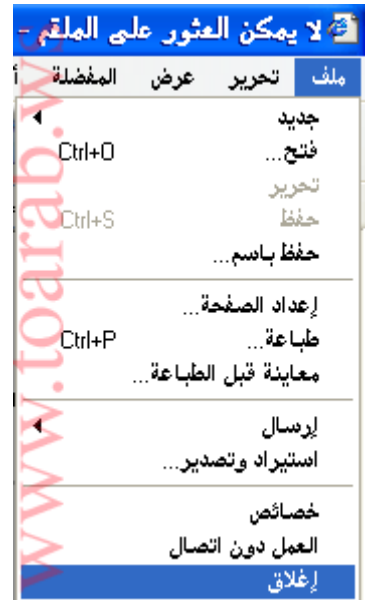 لا يمكن العثور على الملقم -
ملف تحرير عرض المفضلة أ
جديد
فتح... Ctrl+O
تحرير
حفظ Ctrl+S
حفظ باسم...
إعداد الصفحة...
طباعة... Ctrl+P
معاينة قبل الطباعة...
إرسال
استيراد وتصدير...
خصائص
العمل دون اتصال
إغلاق
www.toarab.ws